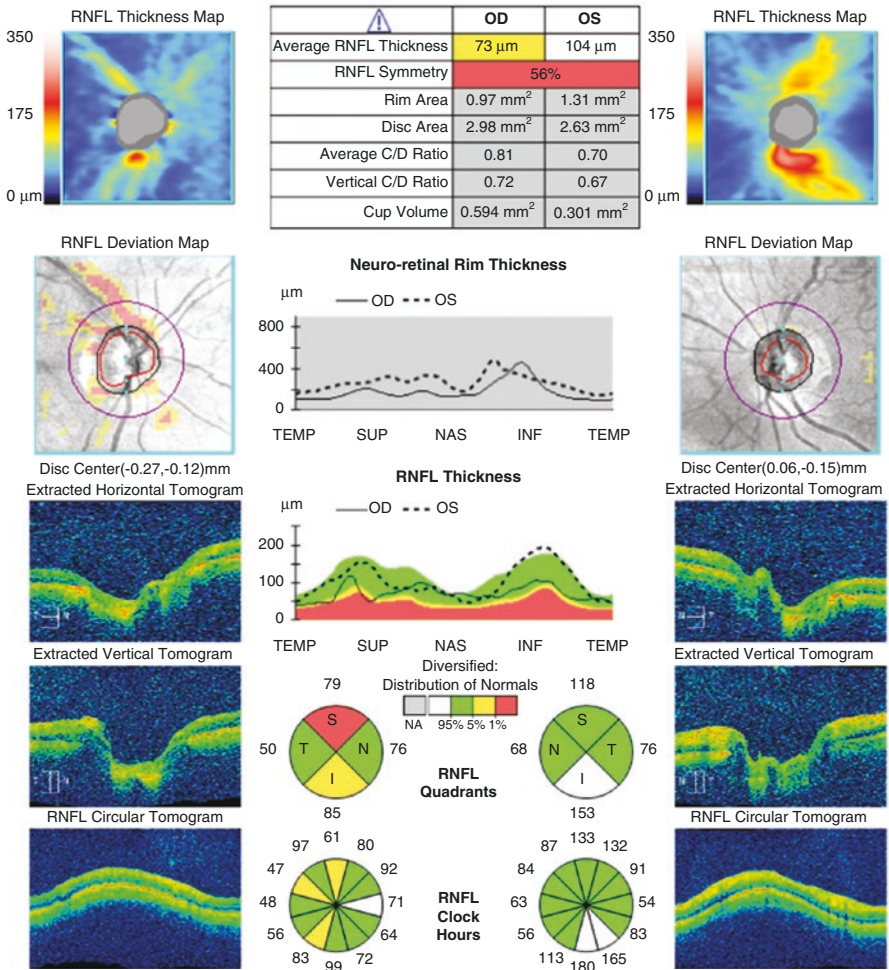 RNFL Thickness Map
350
175
0 μm
OD OS
Average RNFL Thickness 73 μm 104 μm
RNFL Symmetry 56%
Rim Area 0.97 mm² 1.31 mm²
Disc Area 2.98 mm² 2.63 mm²
Average C/D Ratio 0.81 0.70
Vertical C/D Ratio 0.72 0.67
Cup Volume 0.594 mm² 0.301 mm²
RNFL Thickness Map
350
175
0 μm
RNFL Deviation Map
Disc Center(-0.27,-0.12)mm
Neuro-retinal Rim Thickness
μm
OD OS
800
400
0
TEMP SUP NAS INF TEMP
RNFL Deviation Map
Disc Center(0.06,-0.15)mm
Extracted Horizontal Tomogram
RNFL Thickness
μm
OD OS
200
100
0
TEMP SUP NAS INF TEMP
Extracted Horizontal Tomogram
Extracted Vertical Tomogram
Diversified:
Distribution of Normals
NA 95% 5% 1%
Extracted Vertical Tomogram
79
S
50 T N 76
I
85
RNFL
Quadrants
118
S
68 N T 76
I
153
RNFL Circular Tomogram
61
97 80
47 92
48 71
56 64
83 72
99
RNFL
Clock
Hours
133
87 132
84 91
63 54
56 83
113 165
180
RNFL Circular Tomogram